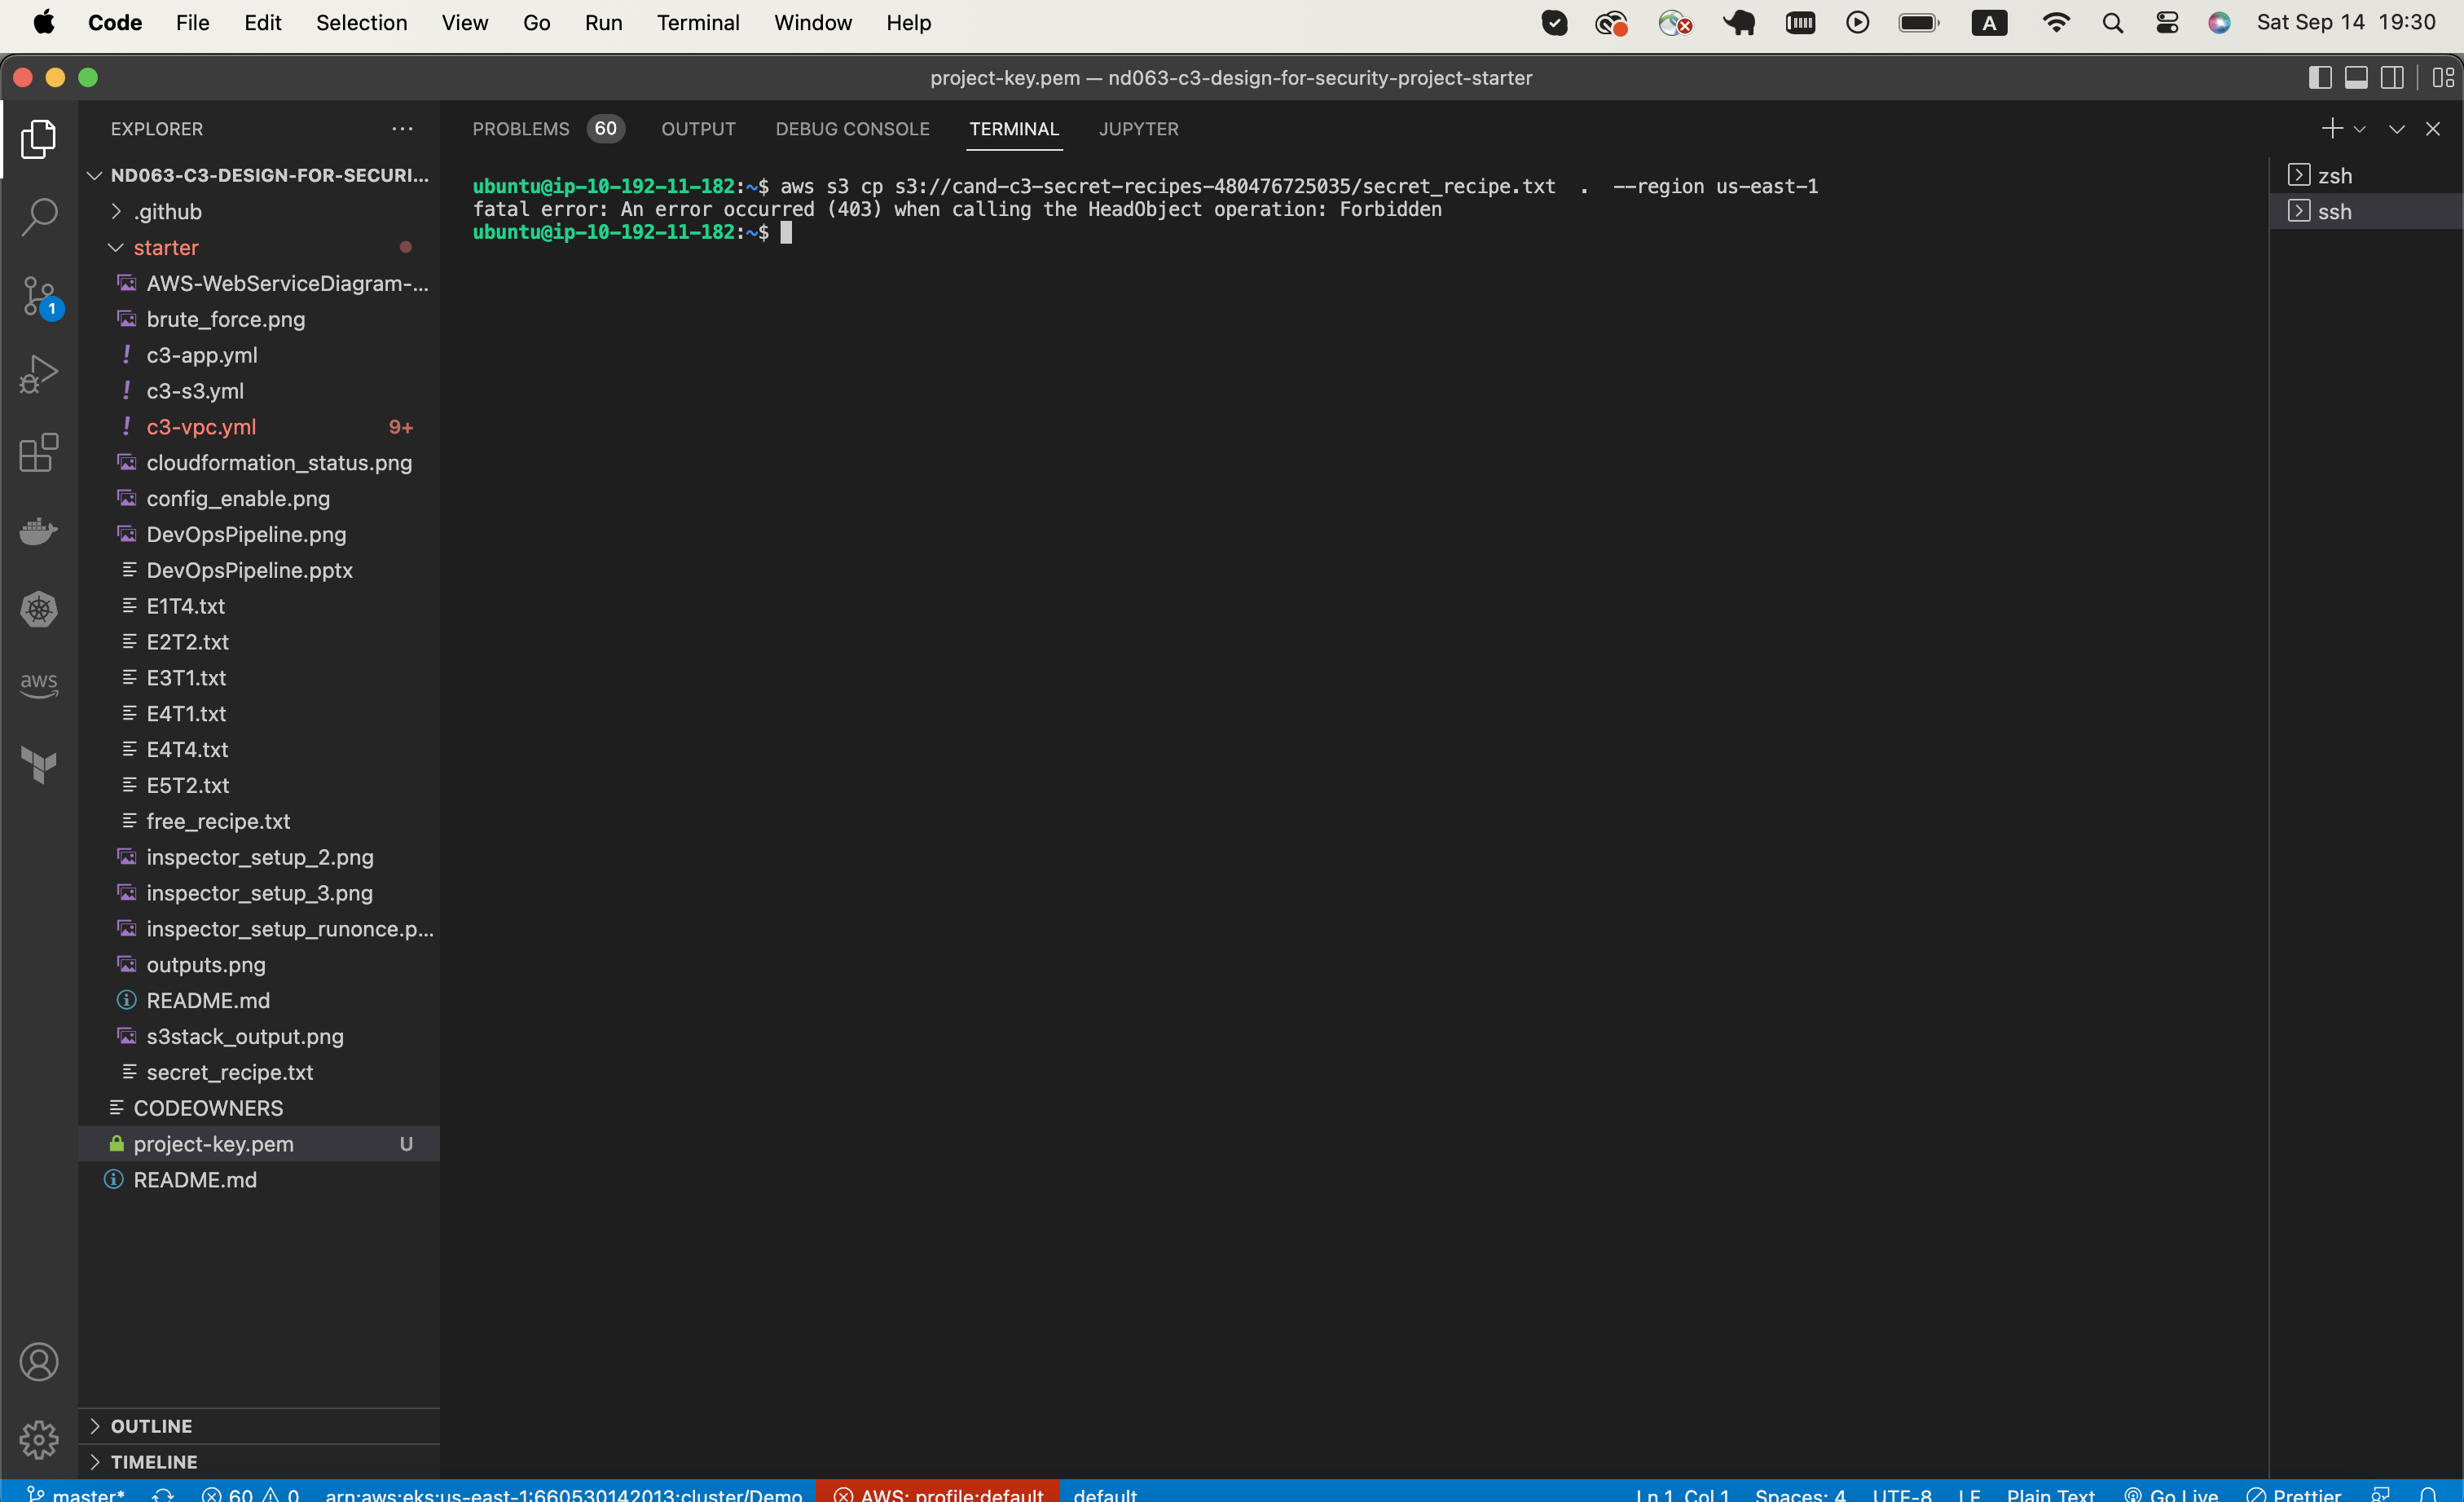 Code File Edit Selection View Go Run Terminal Window Help A Sat Sep 14 19:30
project-key.pem — nd063-c3-design-for-security-project-starter
EXPLORER
ND063-C3-DESIGN-FOR-SECURI...
.github
starter
AWS-WebServiceDiagram-...
brute_force.png
! c3-app.yml
! c3-s3.yml
! c3-vpc.yml 9+
cloudformation_status.png
config_enable.png
DevOpsPipeline.png
DevOpsPipeline.pptx
E1T4.txt
E2T2.txt
E3T1.txt
E4T1.txt
E4T4.txt
E5T2.txt
free_recipe.txt
inspector_setup_2.png
inspector_setup_3.png
inspector_setup_runonce.p...
outputs.png
README.md
s3stack_output.png
secret_recipe.txt
CODEOWNERS
project-key.pem U
README.md
OUTLINE
TIMELINE
1
aws
PROBLEMS 60 OUTPUT DEBUG CONSOLE TERMINAL JUPYTER
ubuntu@ip-10-192-11-182:~$ aws s3 cp s3://cand-c3-secret-recipes-480476725035/secret_recipe.txt . --region us-east-1
fatal error: An error occurred (403) when calling the HeadObject operation: Forbidden
ubuntu@ip-10-192-11-182:~$
zsh
ssh
master* 60 0 arn:aws:eks:us-east-1:660530142013:cluster/Demo AWS: profile:default default Ln 1, Col 1 Spaces: 4 UTF-8 LF Plain Text Go Live Prettier